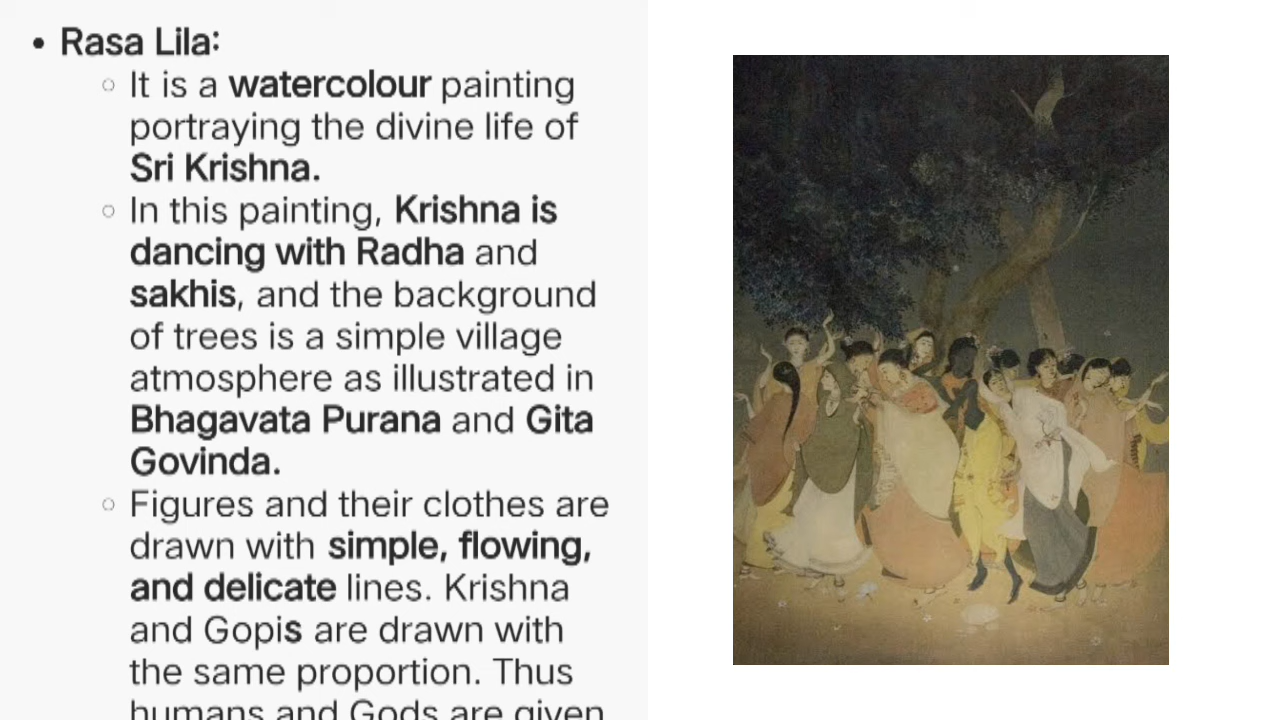 • Rasa Lila:
○ It is a watercolour painting
portraying the divine life of
Sri Krishna.
○ In this painting, Krishna is
dancing with Radha and
sakhis, and the background
of trees is a simple village
atmosphere as illustrated in
Bhagavata Purana and Gita
Govinda.
○ Figures and their clothes are
drawn with simple, flowing,
and delicate lines. Krishna
and Gopis are drawn with
the same proportion. Thus
humans and Gods are given